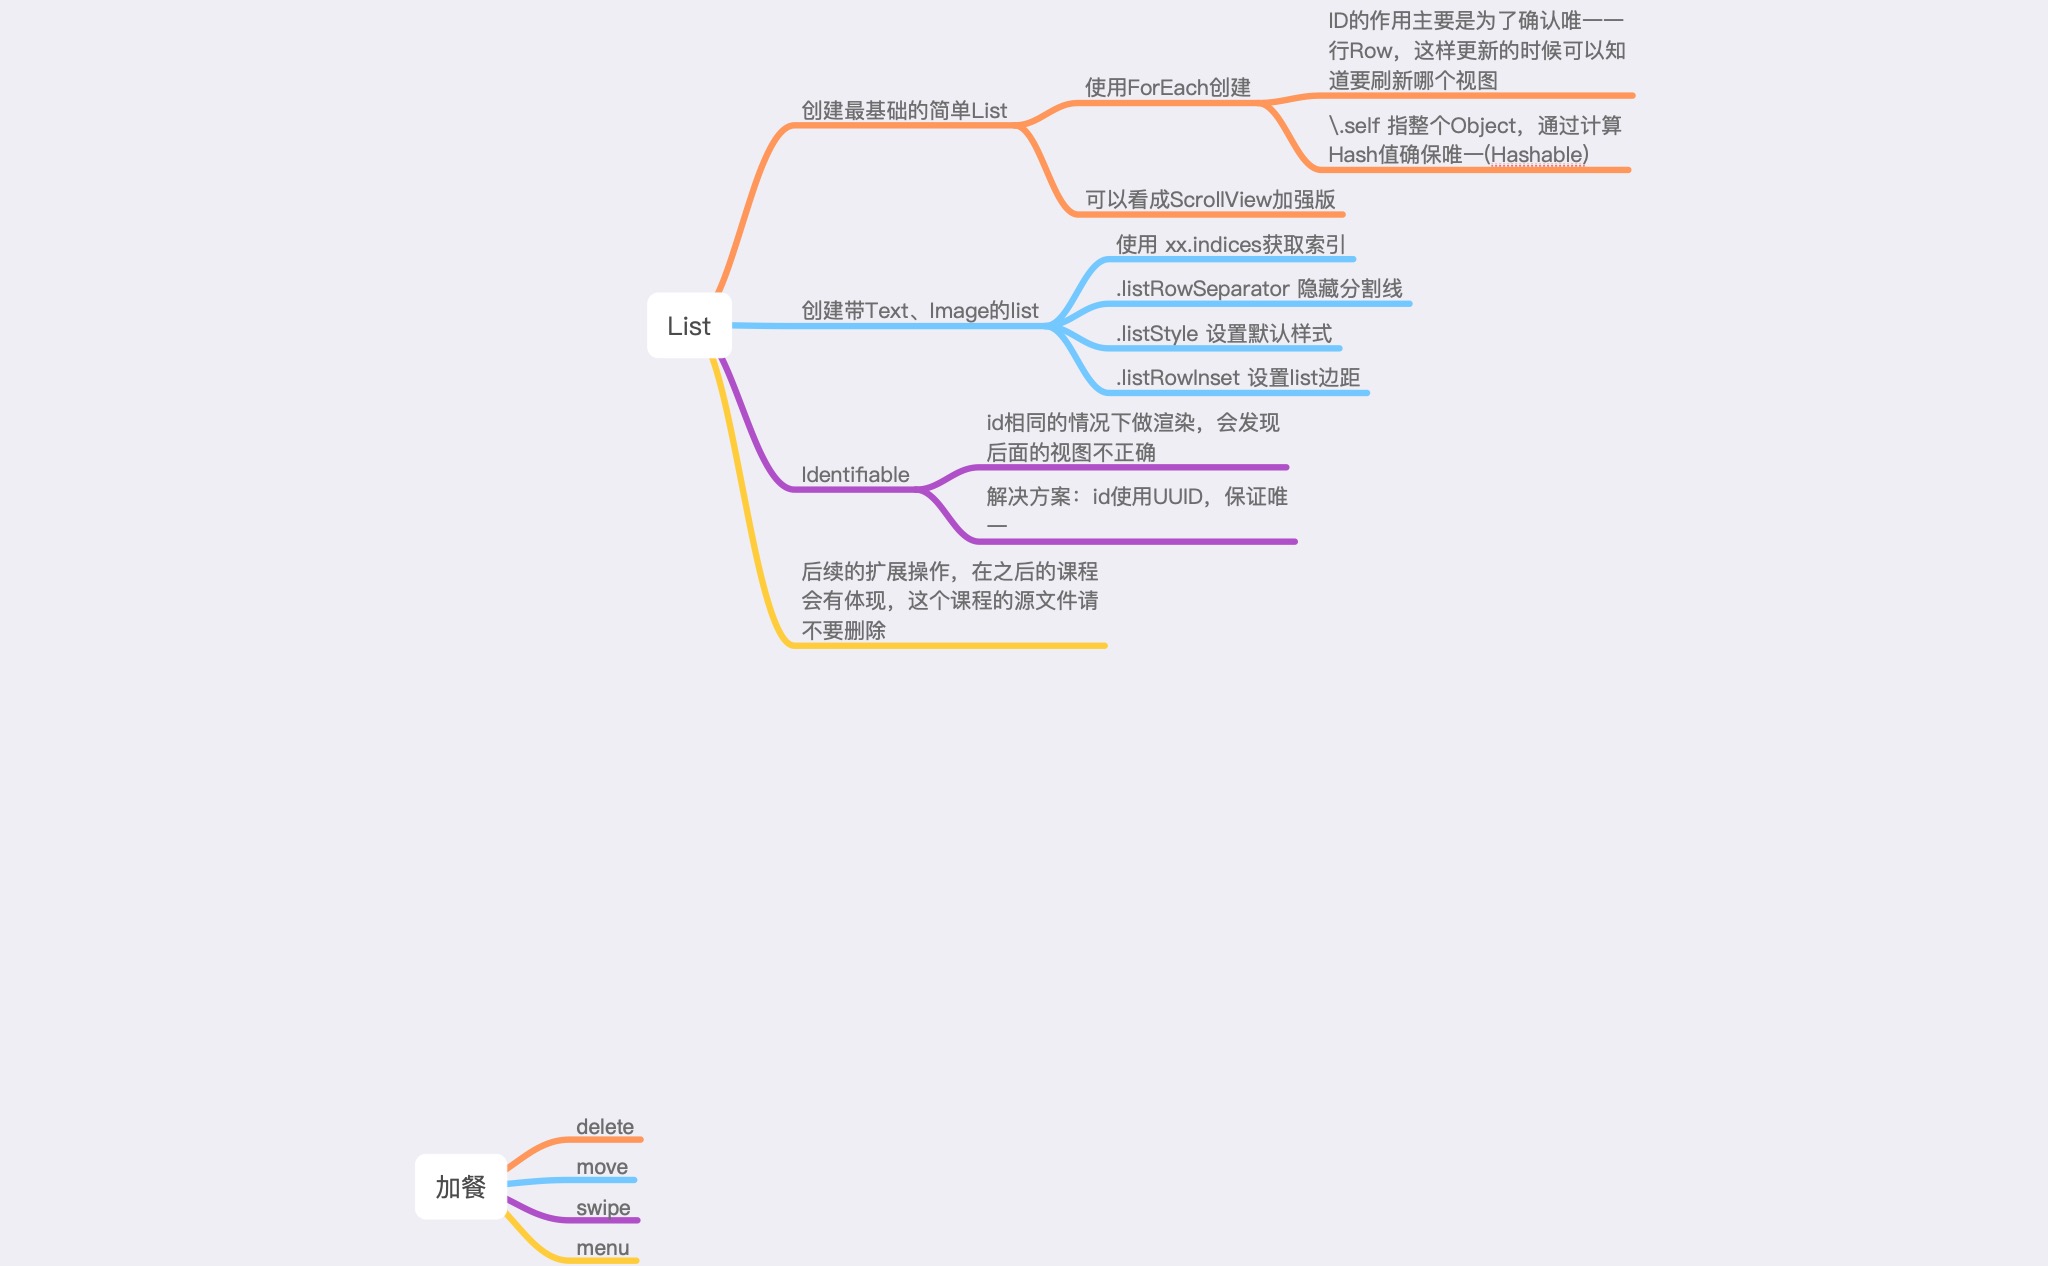 ID的作用主要是为了确认唯一一
行Row，这样更新的时候可以知
道要刷新哪个视图
使用ForEach创建
创建最基础的简单List
\.self 指整个Object，通过计算
Hash值确保唯一(Hashable)
可以看成ScrollView加强版
使用 xx.indices获取索引
.listRowSeparator 隐藏分割线
创建带Text、Image的list
List
.listStyle 设置默认样式
.listRowInset 设置list边距
id相同的情况下做渲染，会发现
后面的视图不正确
Identifiable
解决方案：id使用UUID，保证唯
一
后续的扩展操作，在之后的课程
会有体现，这个课程的源文件请
不要删除
加餐
delete
move
swipe
menu